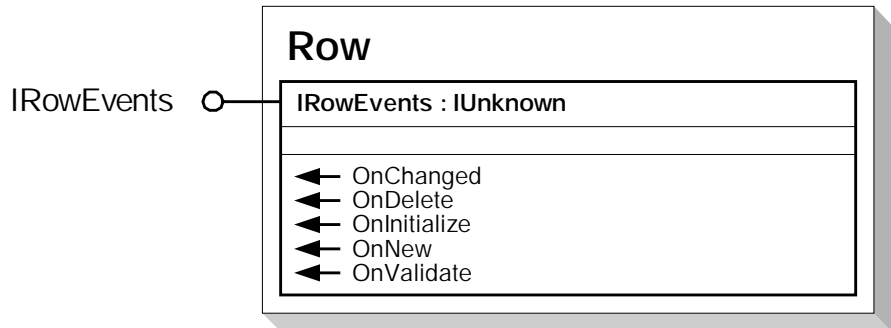 Row
IRowEvents
IRowEvents : IUnknown
OnChanged
OnDelete
OnInitialize
OnNew
OnValidate